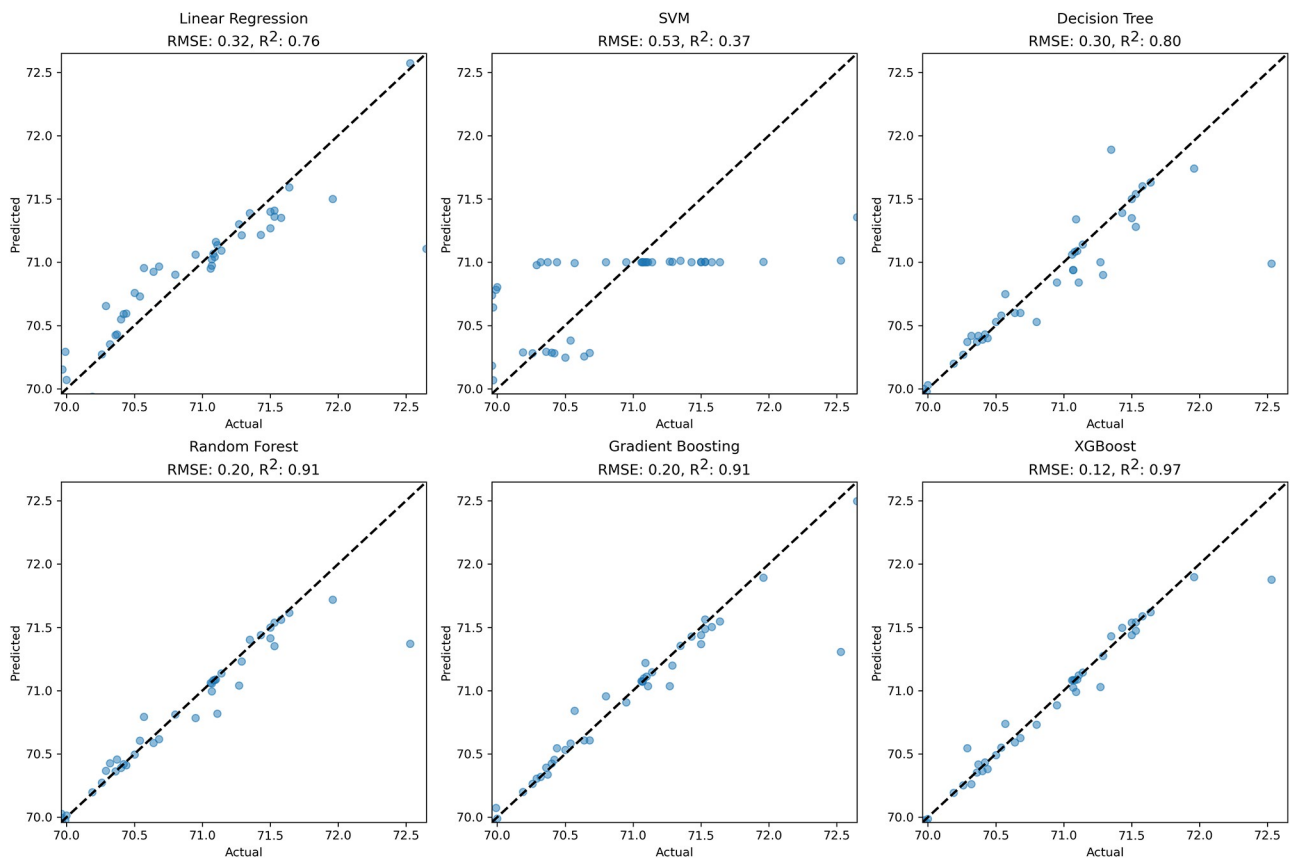 Linear Regression
RMSE: 0.32, R²: 0.76
72.5
72.0
71.5
71.0
70.5
70.0
Predicted
70.0 70.5 71.0 71.5 72.0 72.5
Actual
SVM
RMSE: 0.53, R²: 0.37
72.5
72.0
71.5
71.0
70.5
70.0
Predicted
70.0 70.5 71.0 71.5 72.0 72.5
Actual
Decision Tree
RMSE: 0.30, R²: 0.80
72.5
72.0
71.5
71.0
70.5
70.0
Predicted
70.0 70.5 71.0 71.5 72.0 72.5
Actual
Random Forest
RMSE: 0.20, R²: 0.91
72.5
72.0
71.5
71.0
70.5
70.0
Predicted
70.0 70.5 71.0 71.5 72.0 72.5
Actual
Gradient Boosting
RMSE: 0.20, R²: 0.91
72.5
72.0
71.5
71.0
70.5
70.0
Predicted
70.0 70.5 71.0 71.5 72.0 72.5
Actual
XGBoost
RMSE: 0.12, R²: 0.97
72.5
72.0
71.5
71.0
70.5
70.0
Predicted
70.0 70.5 71.0 71.5 72.0 72.5
Actual